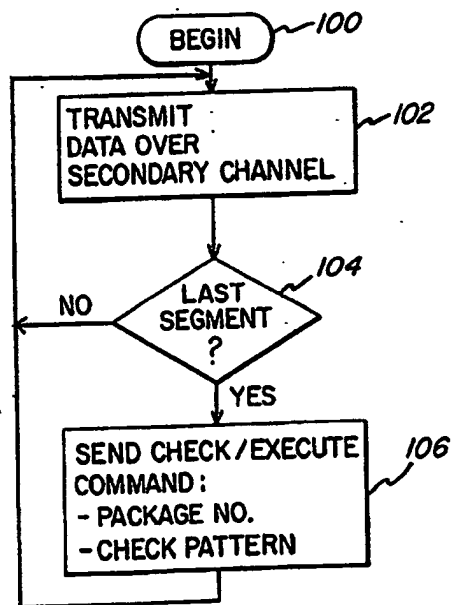 BEGIN
100
TRANSMIT
DATA OVER
SECONDARY CHANNEL
102
104
LAST
SEGMENT
?
NO
YES
SEND CHECK/EXECUTE
COMMAND:
- PACKAGE NO.
- CHECK PATTERN
106